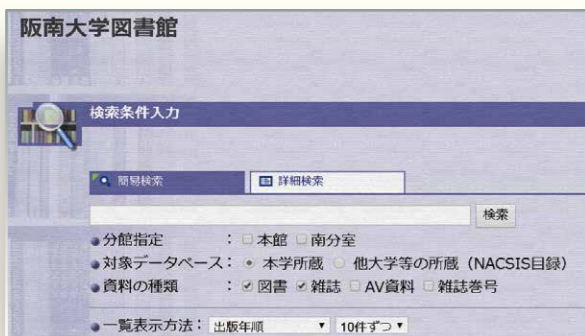 阪南大学図書館
検索条件入力
簡易検索 詳細検索
検索
分館指定 : 本館 南分室
対象データベース: 本学所蔵 他大学等の所蔵 (NACSIS目録)
資料の種類 : 図書 雑誌 AV資料 雑誌巻号
一覧表示方法: 出版年順 10件ずつ